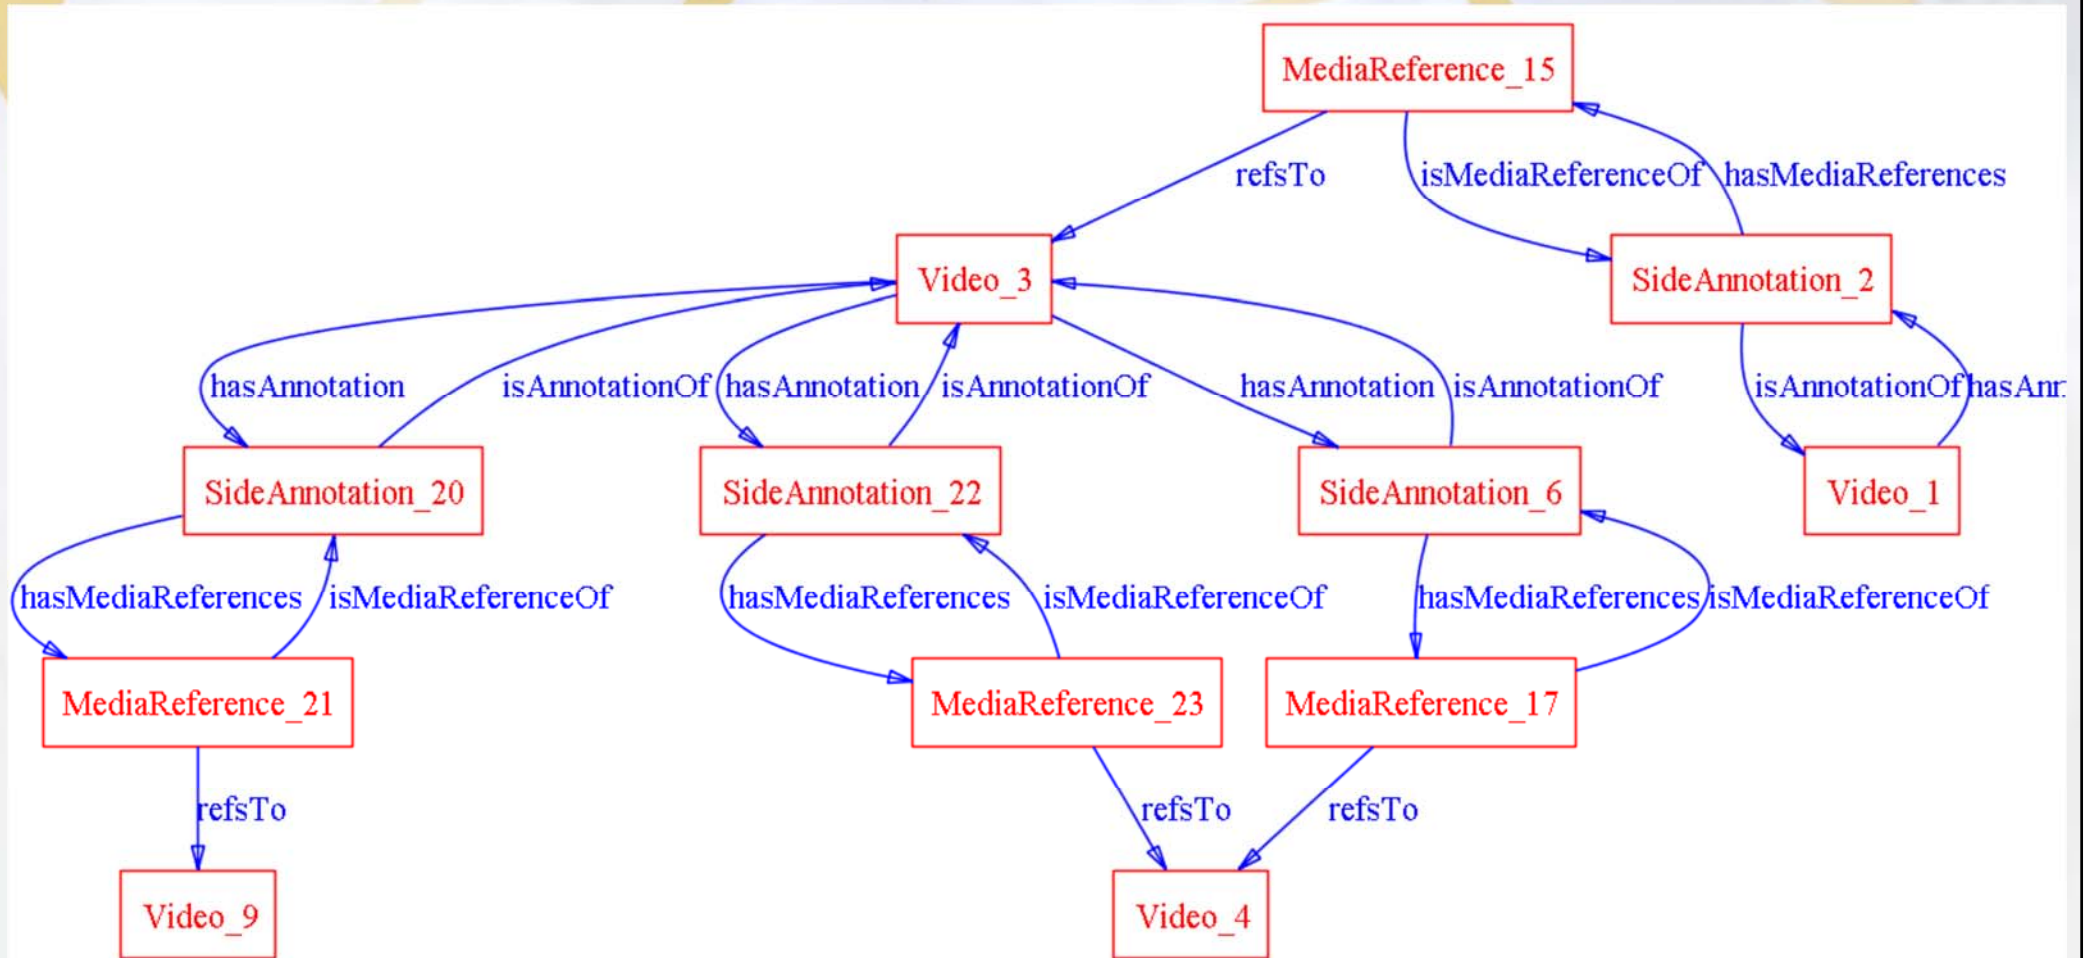 MediaReference_15
refsTo
isMediaReferenceOf
hasMediaReferences
Video_3
SideAnnotation_2
hasAnnotation
isAnnotationOf
hasAnnotation
isAnnotationOf
hasAnnotation
isAnnotationOf
isAnnotationOf
hasAnn
SideAnnotation_20
SideAnnotation_22
SideAnnotation_6
Video_1
hasMediaReferences
isMediaReferenceOf
hasMediaReferences
isMediaReferenceOf
hasMediaReferences
isMediaReferenceOf
MediaReference_21
MediaReference_23
MediaReference_17
refsTo
refsTo
refsTo
Video_9
Video_4